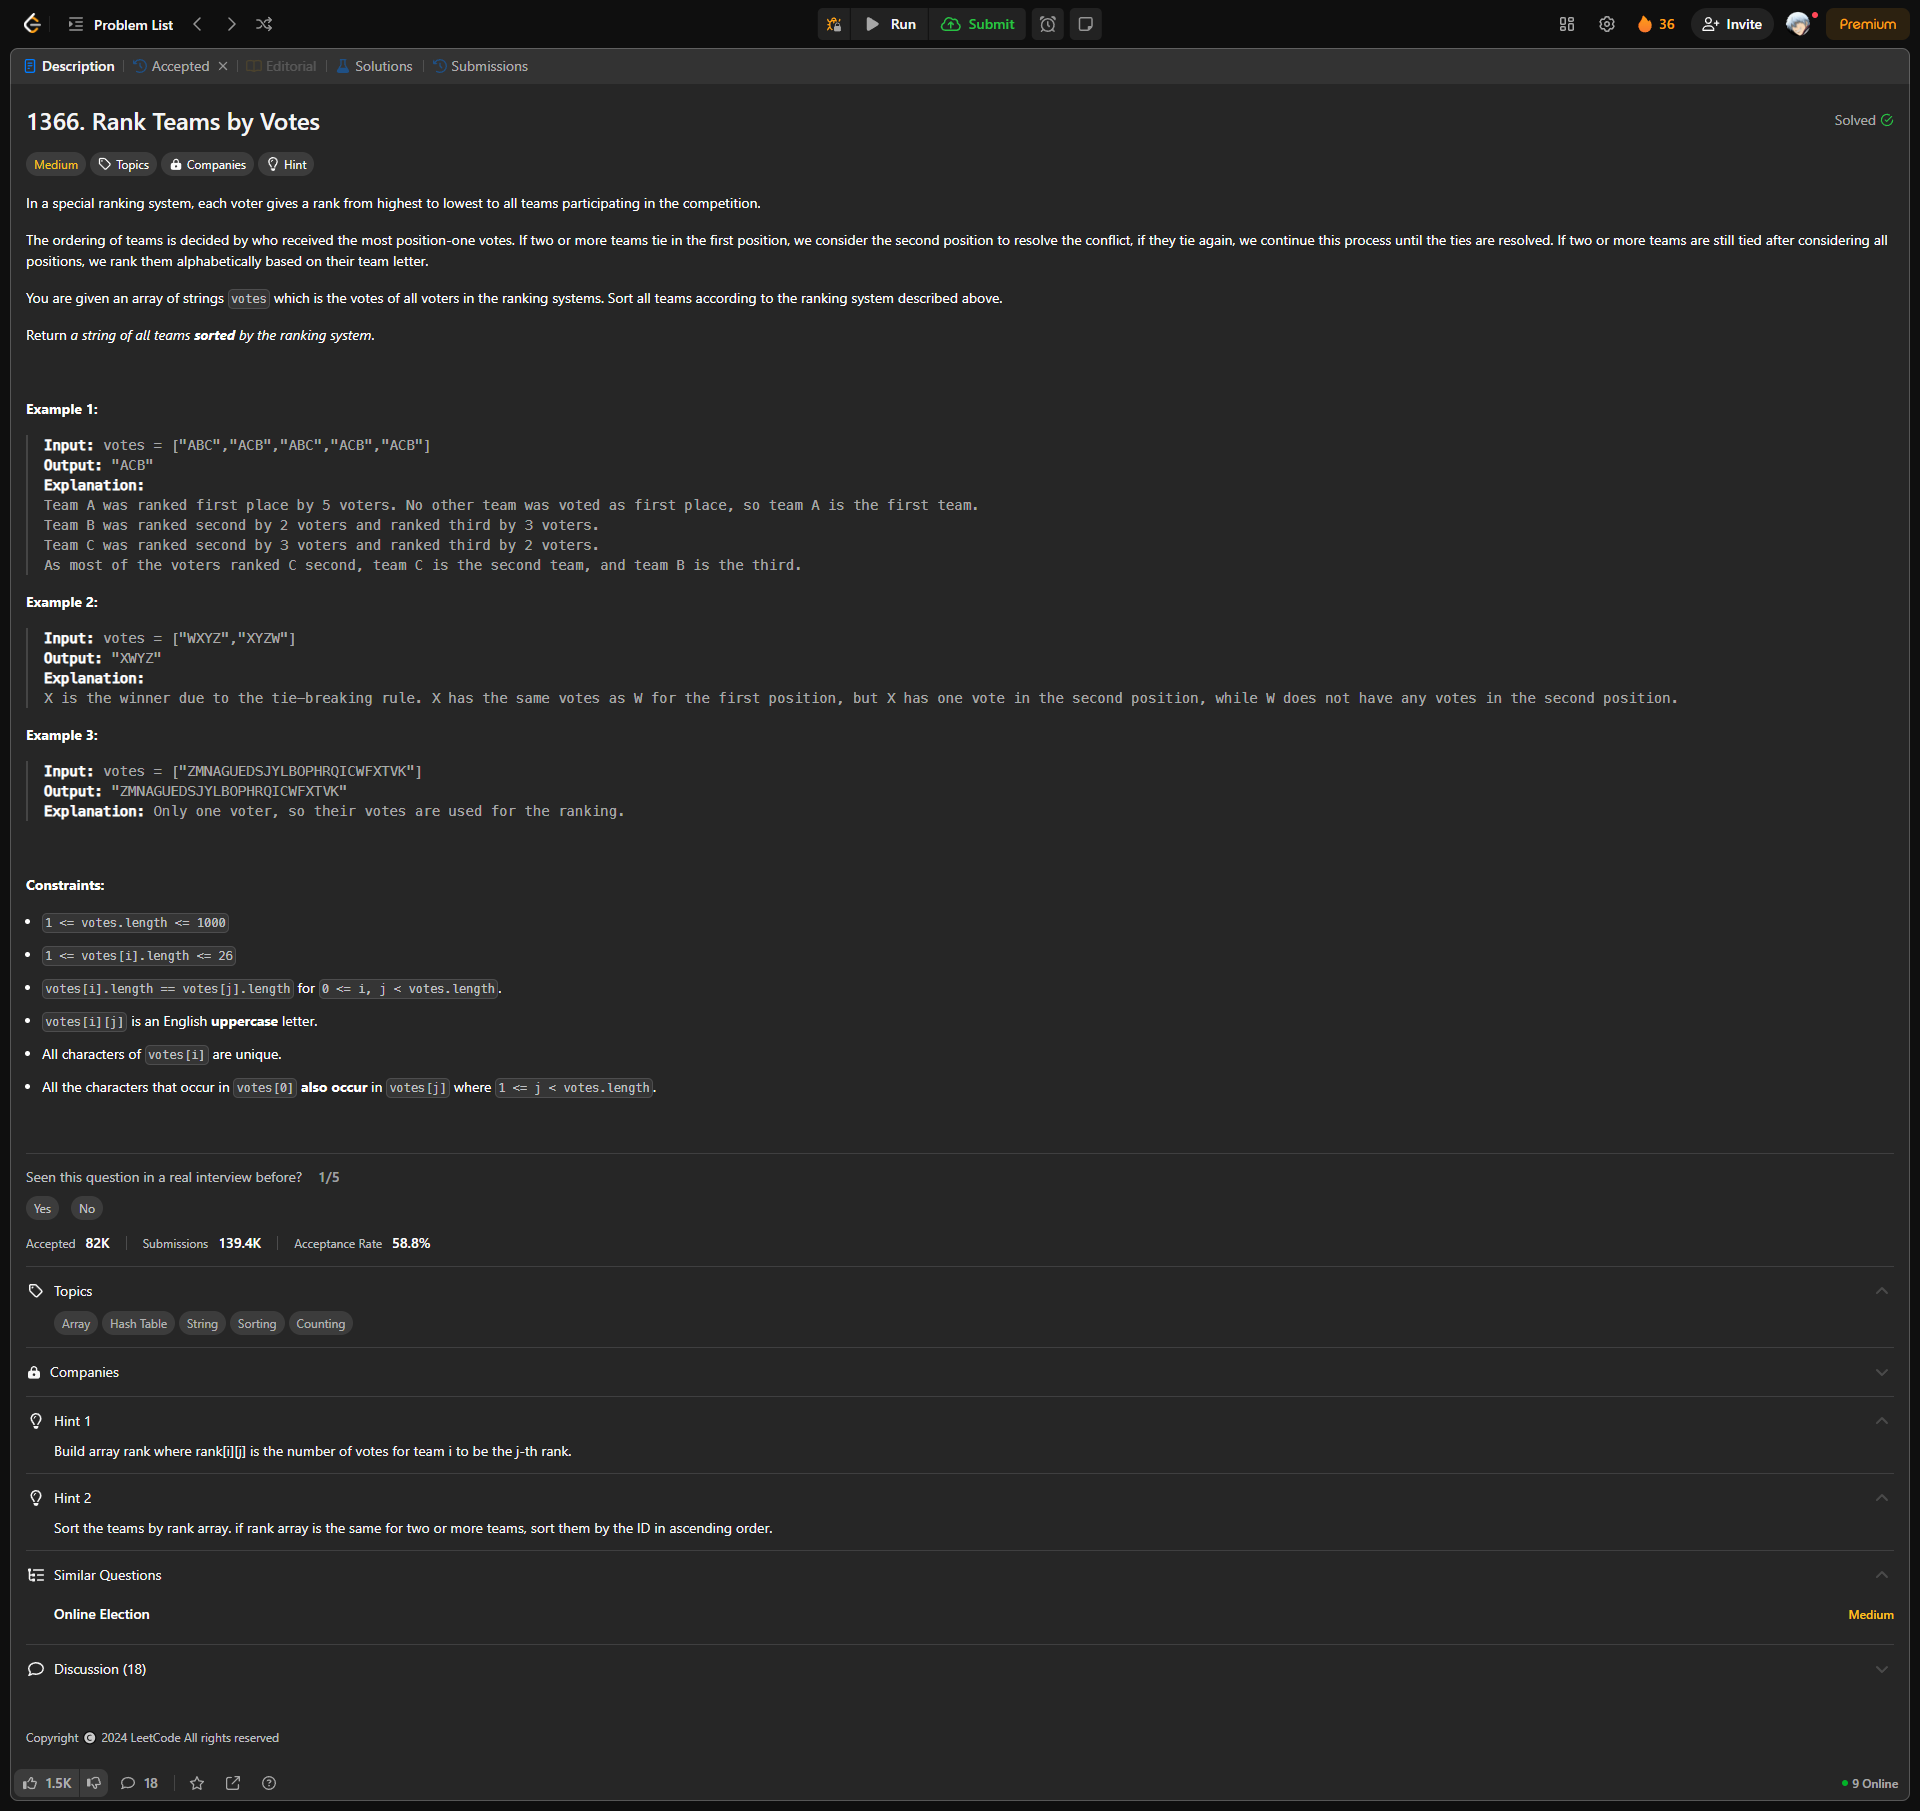 Problem List
Run
Submit
36
Invite
Premium
Description
Accepted
Editorial
Solutions
Submissions
1366. Rank Teams by Votes
Solved
Medium
Topics
Companies
Hint
In a special ranking system, each voter gives a rank from highest to lowest to all teams participating in the competition.
The ordering of teams is decided by who received the most position-one votes. If two or more teams tie in the first position, we consider the second position to resolve the conflict, if they tie again, we continue this process until the ties are resolved. If two or more teams are still tied after considering all
positions, we rank them alphabetically based on their team letter.
You are given an array of strings votes which is the votes of all voters in the ranking systems. Sort all teams according to the ranking system described above.
Return a string of all teams sorted by the ranking system.
Example 1:
Input: votes = ["ABC","ACB","ABC","ACB","ACB"]
Output: "ACB"
Explanation:
Team A was ranked first place by 5 voters. No other team was voted as first place, so team A is the first team.
Team B was ranked second by 2 voters and ranked third by 3 voters.
Team C was ranked second by 3 voters and ranked third by 2 voters.
As most of the voters ranked C second, team C is the second team, and team B is the third.
Example 2:
Input: votes = ["WXYZ","XYZW"]
Output: "XWYZ"
Explanation:
X is the winner due to the tie-breaking rule. X has the same votes as W for the first position, but X has one vote in the second position, while W does not have any votes in the second position.
Example 3:
Input: votes = ["ZMNAGUEDSJYLBOPHRQICWFXTVK"]
Output: "ZMNAGUEDSJYLBOPHRQICWFXTVK"
Explanation: Only one voter, so their votes are used for the ranking.
Constraints:
• 1 <= votes.length <= 1000
• 1 <= votes[i].length <= 26
• votes[i].length == votes[j].length for 0 <= i, j < votes.length.
• votes[i][j] is an English uppercase letter.
• All characters of votes[i] are unique.
• All the characters that occur in votes[0] also occur in votes[j] where 1 <= j < votes.length.
Seen this question in a real interview before? 1/5
Yes
No
Accepted 82K
Submissions 139.4K
Acceptance Rate 58.8%
Topics
Array
Hash Table
String
Sorting
Counting
Companies
Hint 1
Build array rank where rank[i][j] is the number of votes for team i to be the j-th rank.
Hint 2
Sort the teams by rank array. if rank array is the same for two or more teams, sort them by the ID in ascending order.
Similar Questions
Online Election
Medium
Discussion (18)
Copyright © 2024 LeetCode All rights reserved
1.5K
18
9 Online